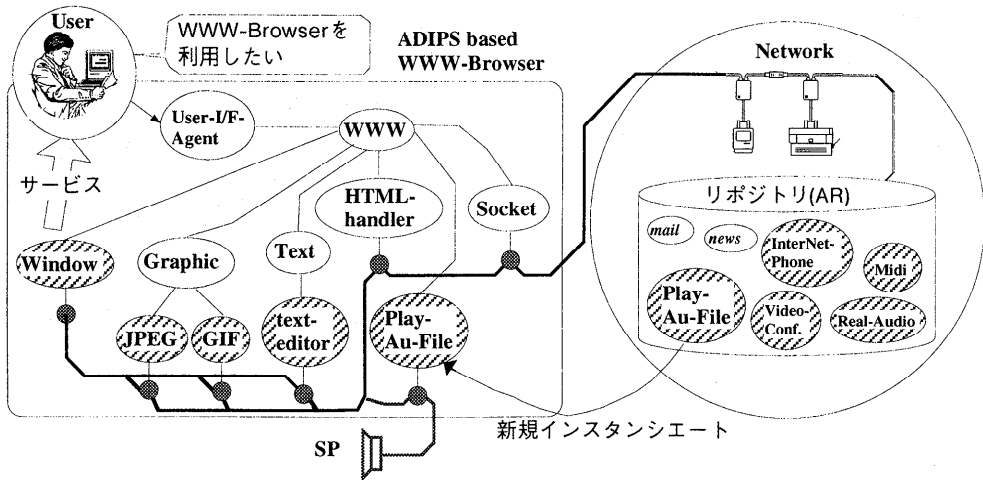 User
WWW-Browserを
利用したい
ADIPS based
WWW-Browser
Network
User-I/F-
Agent
WWW
サービス
HTML-
handler
Socket
Window
Graphic
Text
JPEG
GIF
text-
editor
Play-
Au-File
リポジトリ(AR)
mail
news
InterNet-
Phone
Midi
Play-
Au-File
Video-
Conf.
Real-Audio
新規インスタンシエート
SP